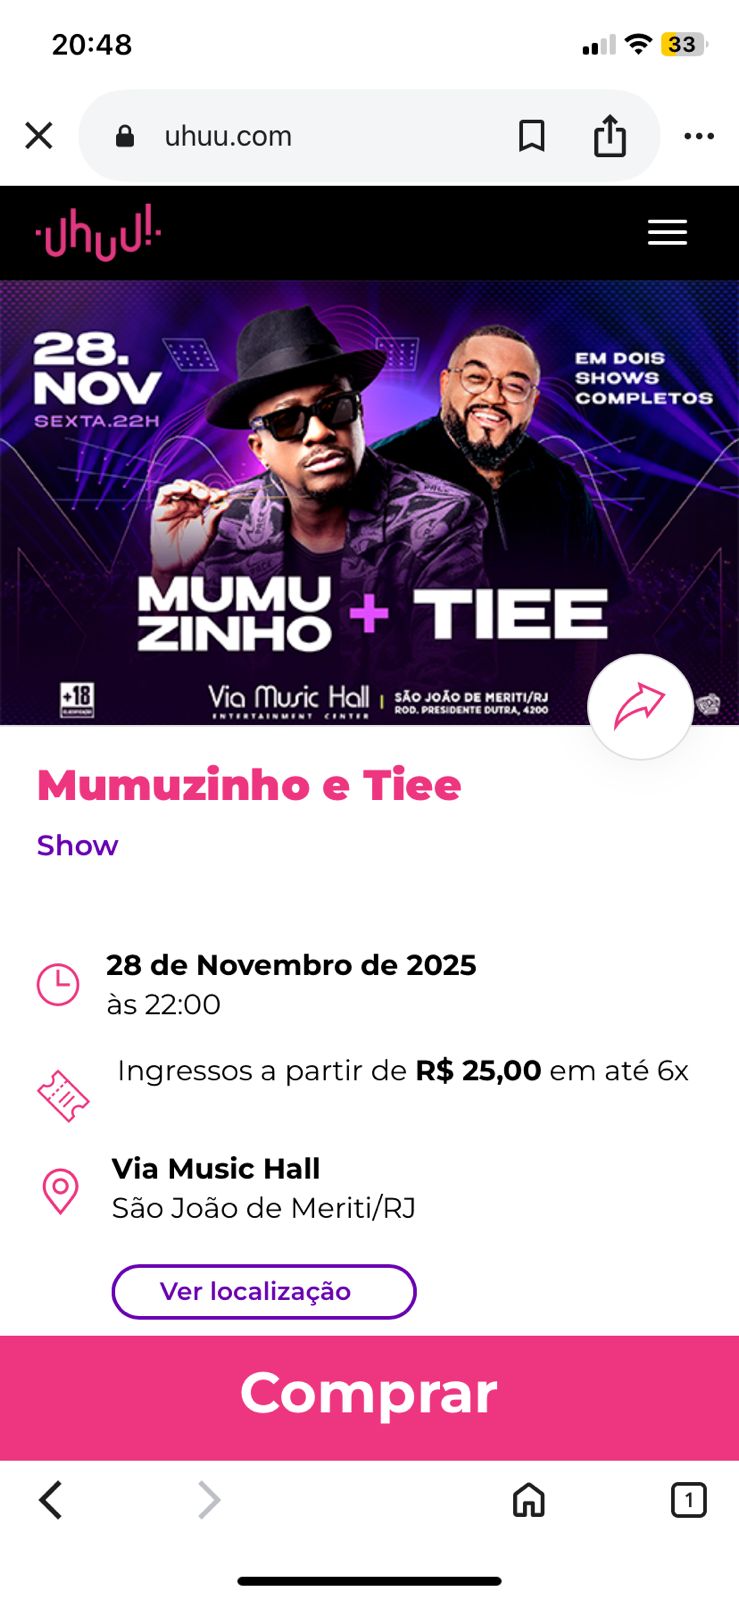 20:48
33
uhuu.com
uhuu!
28.
NOV
SEXTA.22H
EM DOIS
SHOWS
COMPLETOS
MUMU
ZINHO
+ TIEE
+18
CLASSIFICAÇÃO
Via Music Hall
ENTERTAINMENT CENTER
SÃO JOÃO DE MERITI/RJ
ROD. PRESIDENTE DUTRA, 4200
Mumuzinho e Tiee
Show
28 de Novembro de 2025
às 22:00
Ingressos a partir de R$ 25,00 em até 6x
Via Music Hall
São João de Meriti/RJ
Ver localização
Comprar
1